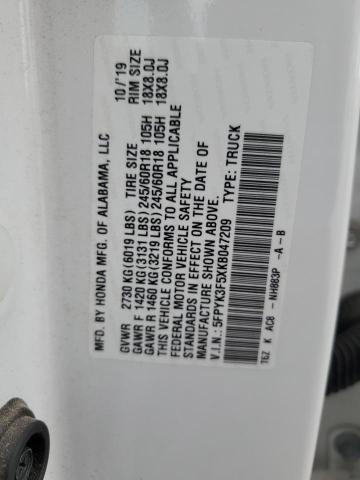 MFD. BY HONDA MFG. OF ALABAMA, LLC 10/'19
GVWR 2730 KG(6019 LBS) TIRE SIZE RIM SIZE
GAWR F 1420 KG(3131 LBS) 245/60R18 105H 18X8.0J
GAWR R 1460 KG(3219 LBS) 245/60R18 105H 18X8.0J
THIS VEHICLE CONFORMS TO ALL APPLICABLE
FEDERAL MOTOR VEHICLE SAFETY
STANDARDS IN EFFECT ON THE DATE OF
MANUFACTURE SHOWN ABOVE.
V.I.N.: 5FPYK3F5XKB047209 TYPE: TRUCK
T6Z K AC8 - NH883P -A-B